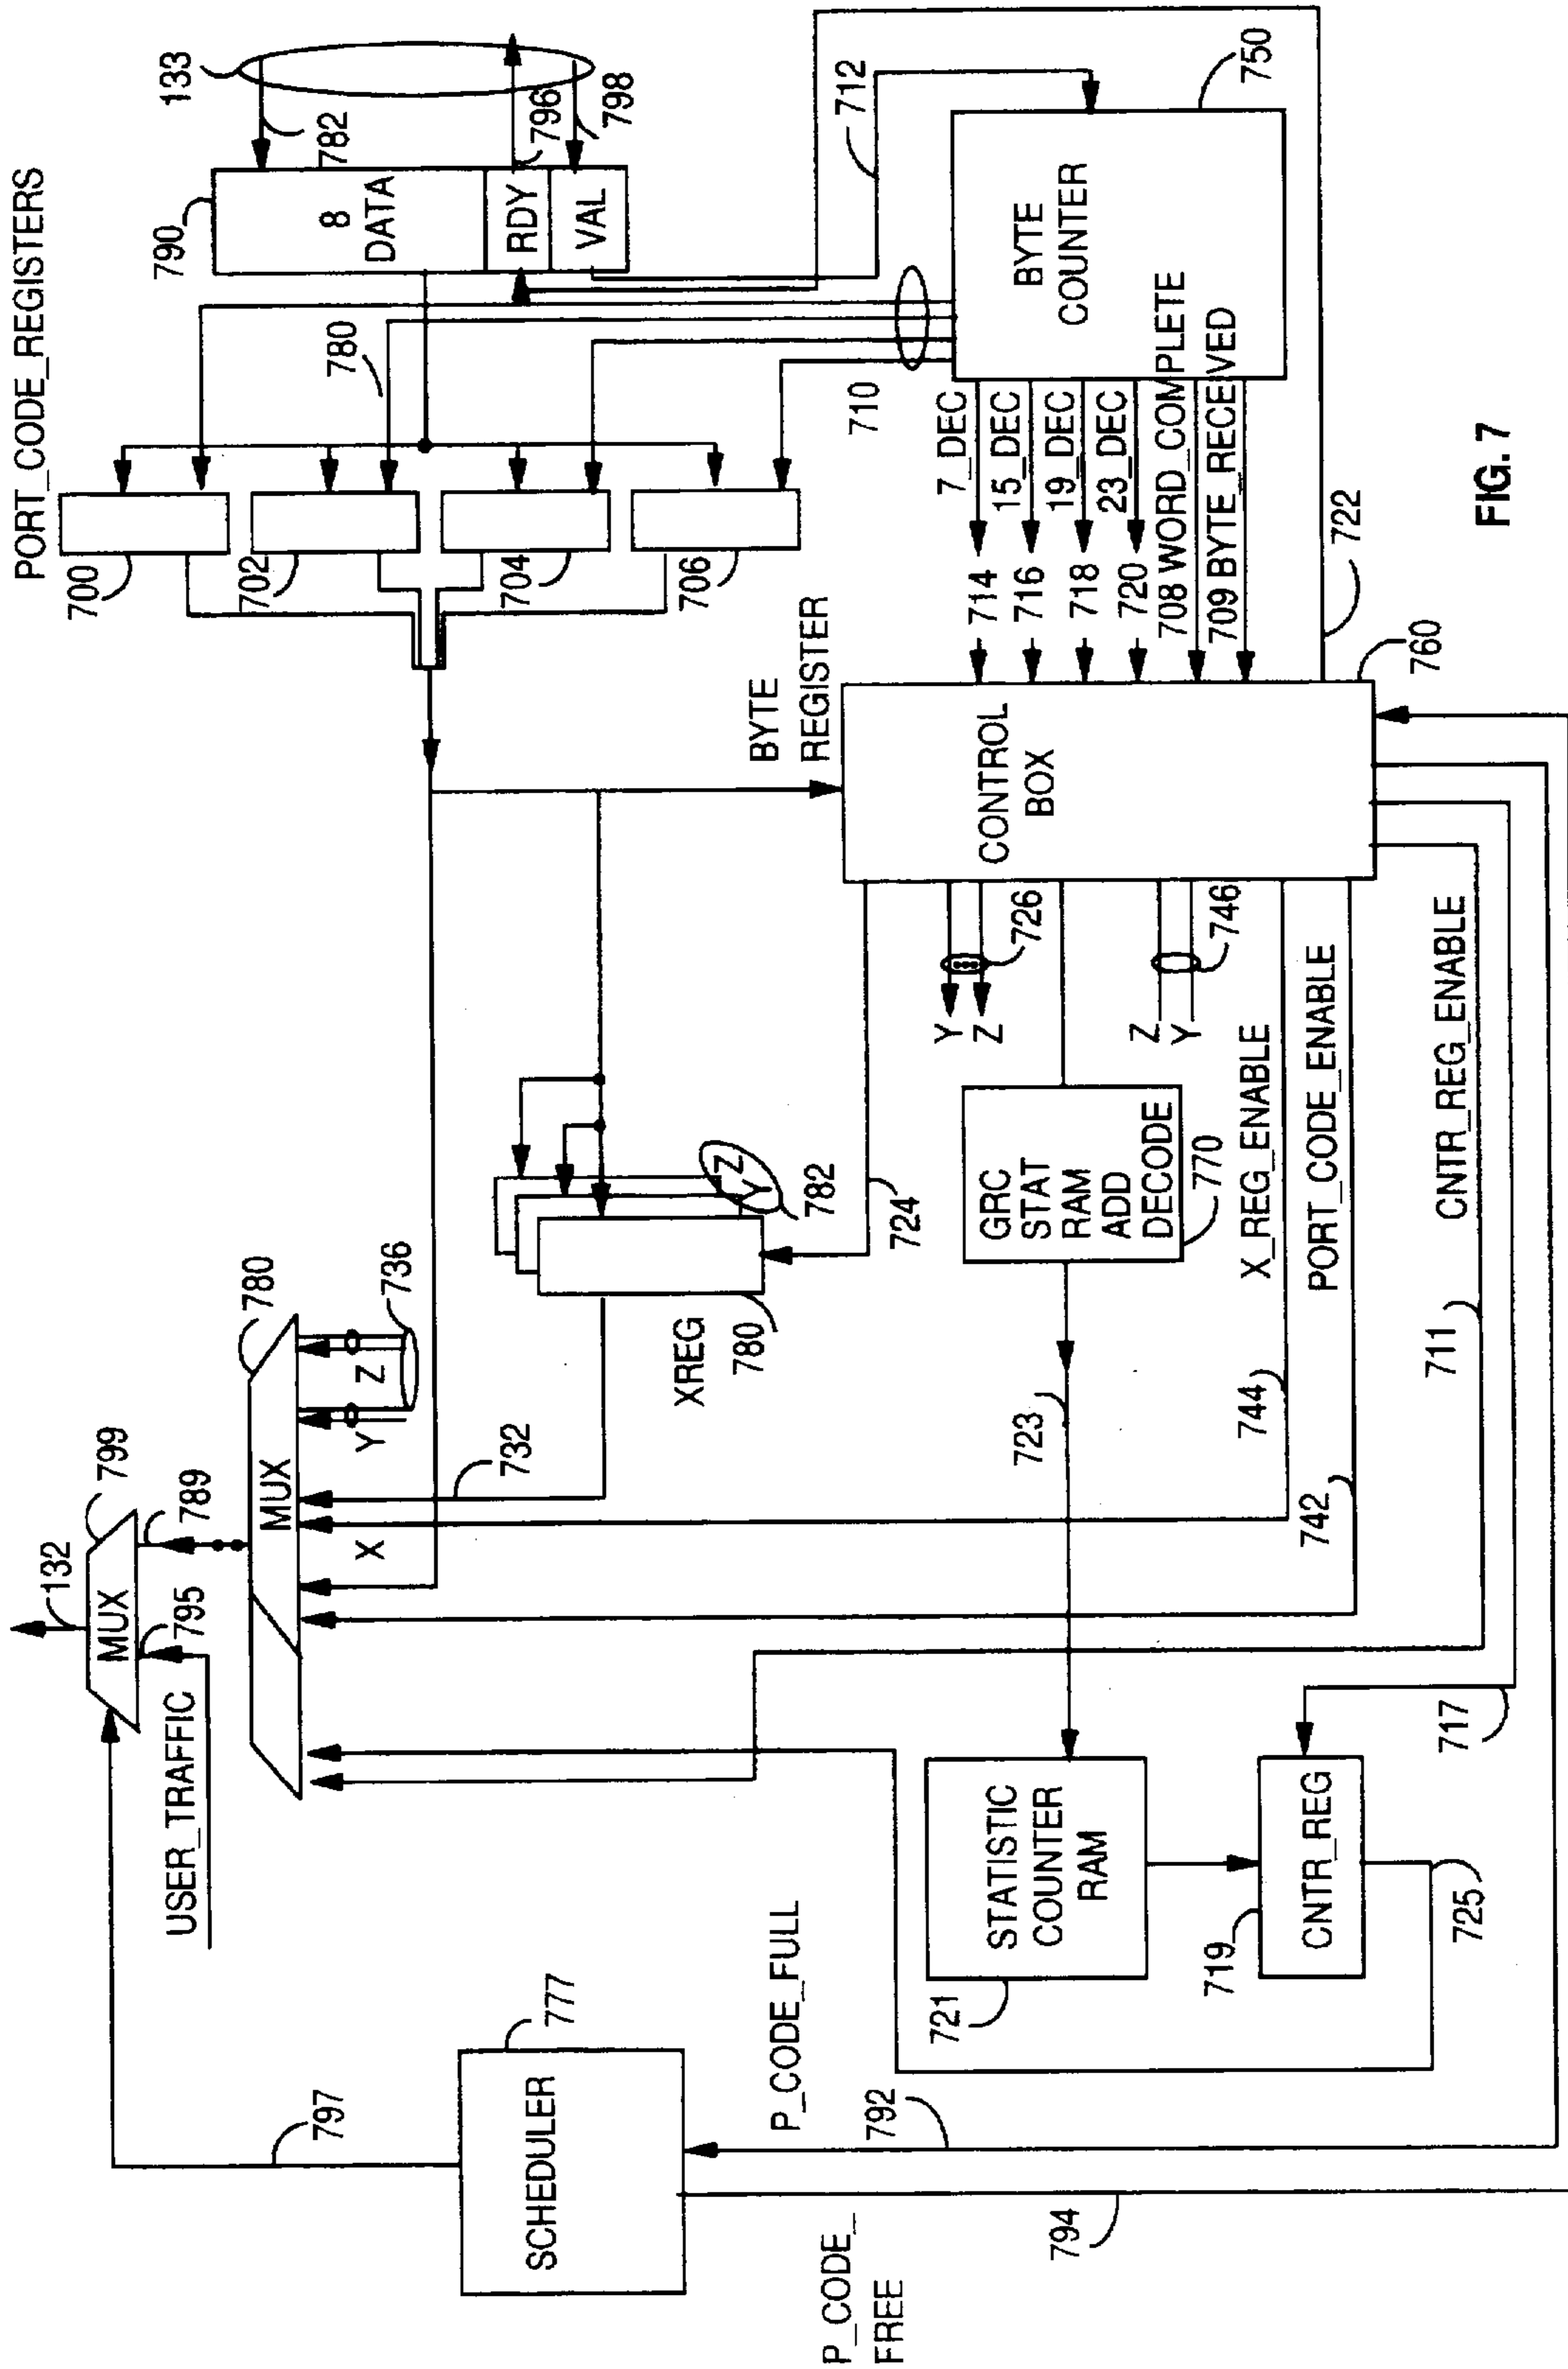 PORT_CODE_REGISTERS
133
782
782
790
8
DATA
RDY
VAL
796
798
712
750
700
702
704
706
780
710
BYTE
COUNTER
7_DEC
15_DEC
19_DEC
23_DEC
714
716
718
720
708 WORD_COMPLETE
709 BYTE_RECEIVED
722
760
BYTE
REGISTER
CONTROL
BOX
Y
Z
726
Z
Y
746
724
XREG
780
Y
Z
782
GRC
STAT
RAM
ADD
DECODE
770
X_REG_ENABLE
PORT_CODE_ENABLE
CNTR_REG_ENABLE
744
742
711
717
723
780
736
Y
Z
X
MUX
732
132
799
MUX
789
795
USER_TRAFFIC
797
777
SCHEDULER
STATISTIC
COUNTER
RAM
721
CNTR_REG
719
725
P_CODE_FULL
792
P_CODE_
FREE
794
FIG. 7